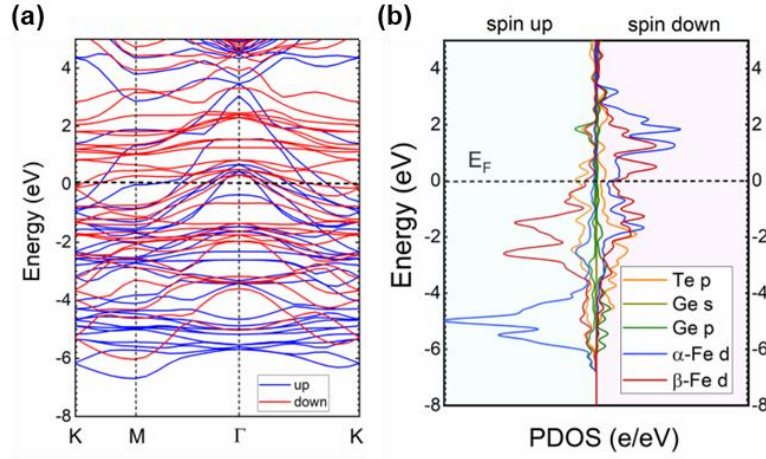 (a)
4
2
0
-2
-4
-6
-8
Energy (eV)
up
down
K
M
Γ
K
(b)
spin up
spin down
4
2
0
-2
-4
-6
-8
Energy (eV)
E_F
4
2
0
-2
-4
-6
-8
Te p
Ge s
Ge p
α-Fe d
β-Fe d
PDOS (e/eV)